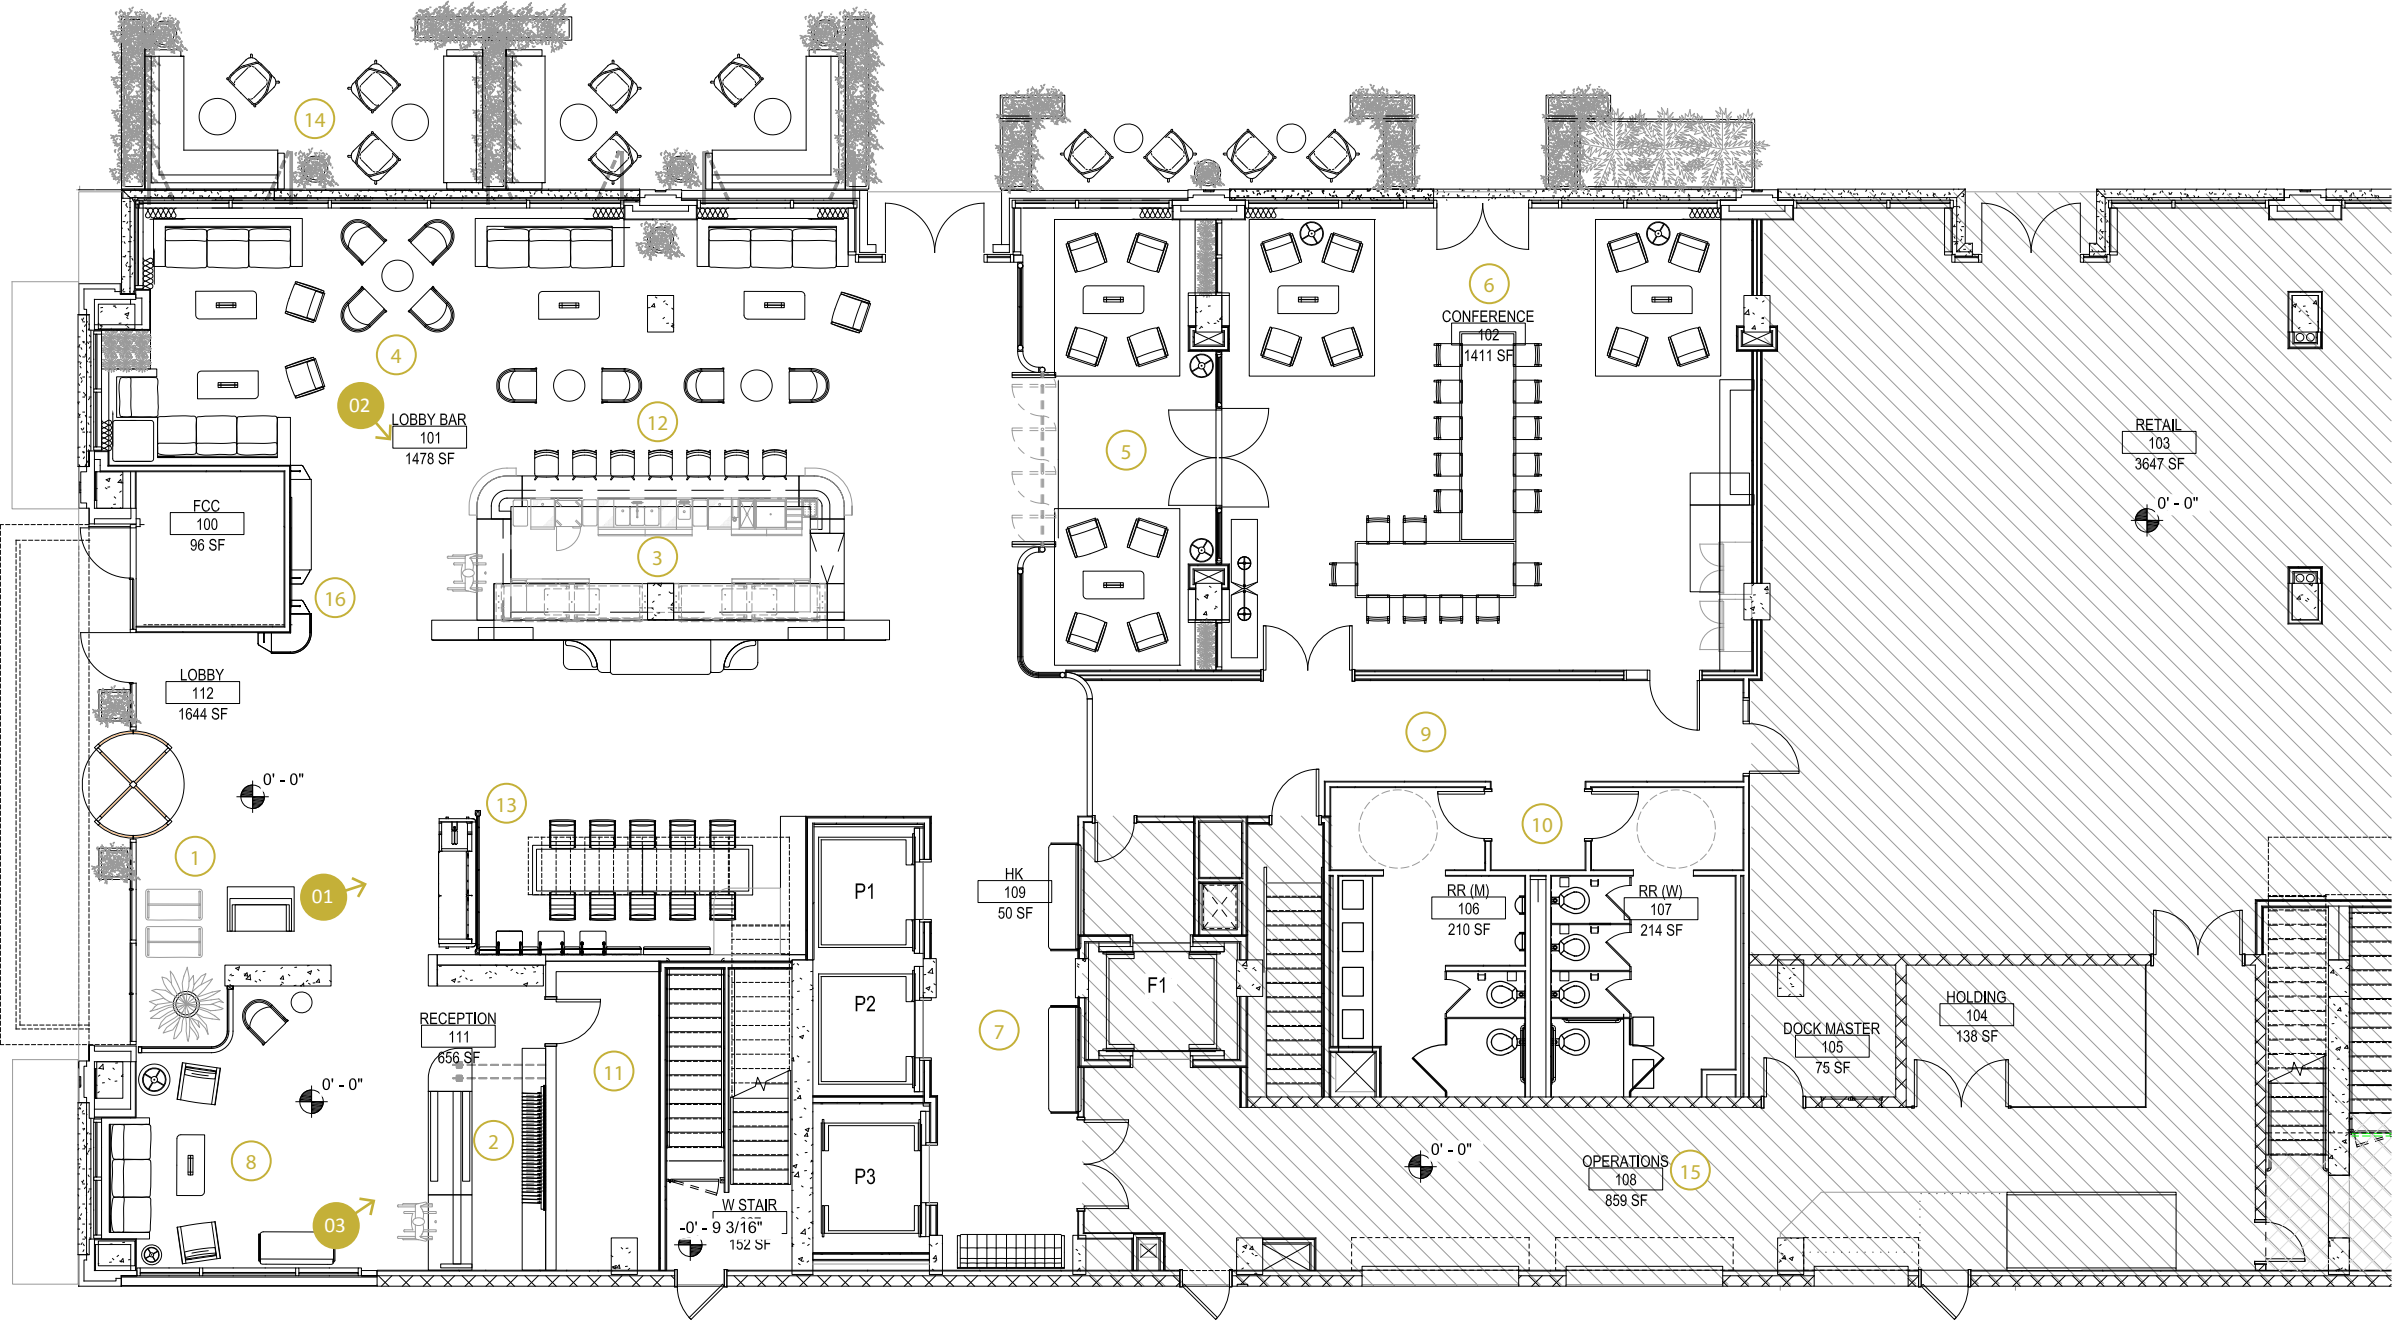 14
6
CONFERENCE
102
1411 SF
4
02
LOBBY BAR
101
1478 SF
12
5
RETAIL
103
3647 SF
0' - 0"
FCC
100
96 SF
3
16
LOBBY
112
1644 SF
9
0' - 0"
13
10
1
01
P1
HK
109
50 SF
RR (M)
106
210 SF
RR (W)
107
214 SF
P2
F1
7
RECEPTION
111
656 SF
HOLDING
104
138 SF
DOCK MASTER
105
75 SF
11
0' - 0"
2
8
P3
0' - 0"
OPERATIONS
108
859 SF
15
03
W STAIR
-0' - 9 3/16"
152 SF